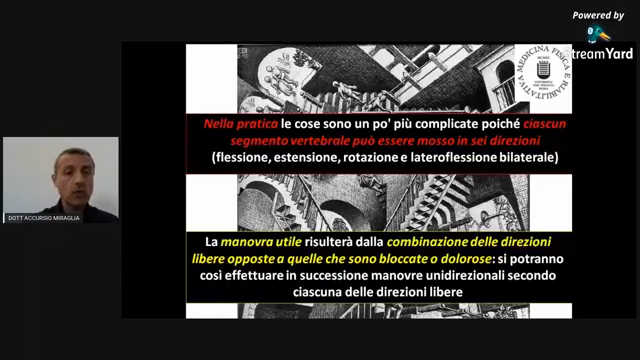 Powered by
StreamYard
MEDICINA FISICA E RIABILITATIVA
Nella pratica le cose sono un po' più complicate poiché ciascun
segmento vertebrale può essere mosso in sei direzioni
(flessione, estensione, rotazione e lateroflessione bilaterale)
DOTT ACCURSIO MIRAGLIA
La manovra utile risulterà dalla combinazione delle direzioni
libere opposte a quelle che sono bloccate o dolorose: si potranno
così effettuare in successione manovre unidirezionali secondo
ciascuna delle direzioni libere